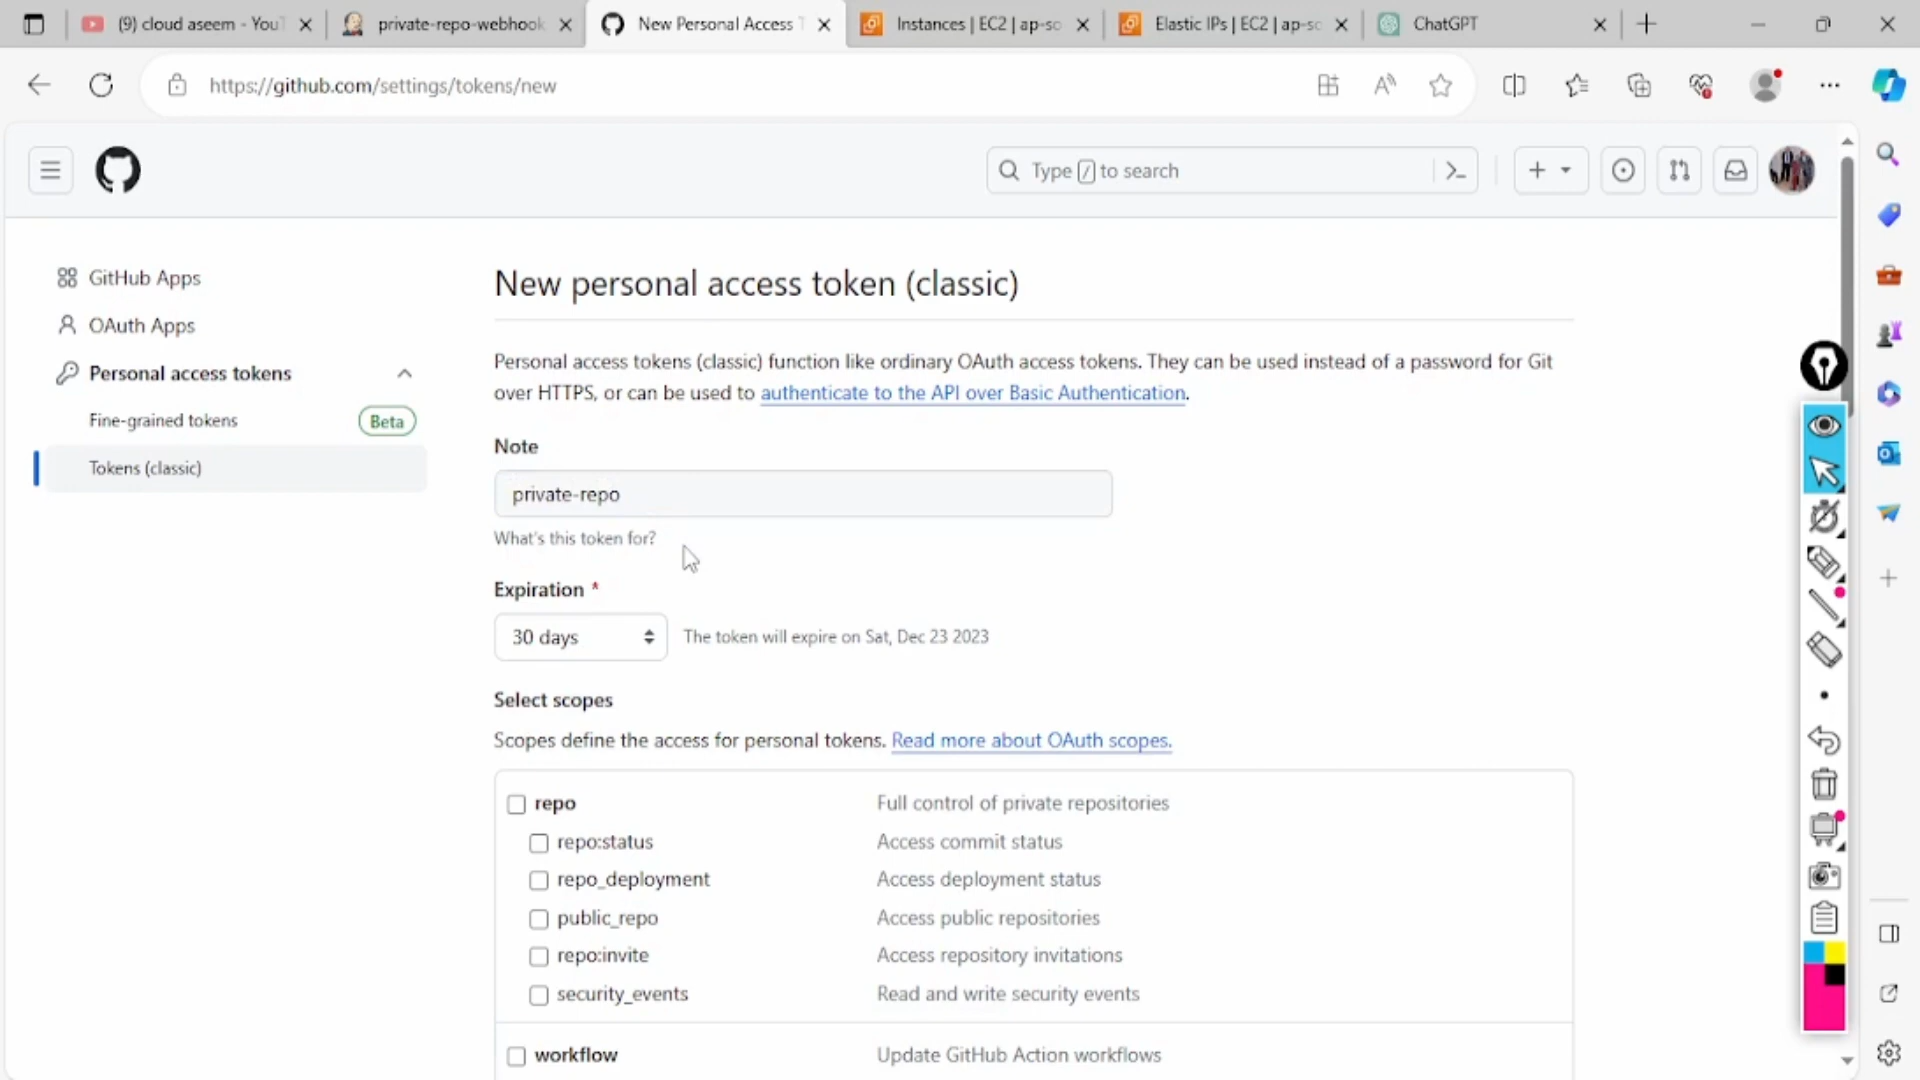 (9) cloud aseem - YouT
private-repo-webhook
New Personal Access T
Instances | EC2 | ap-so
Elastic IPs | EC2 | ap-sc
ChatGPT
https://github.com/settings/tokens/new
Type / to search
GitHub Apps
OAuth Apps
Personal access tokens
Fine-grained tokens Beta
Tokens (classic)
New personal access token (classic)
Personal access tokens (classic) function like ordinary OAuth access tokens. They can be used instead of a password for Git
over HTTPS, or can be used to authenticate to the API over Basic Authentication.
Note
private-repo
What's this token for?
Expiration *
30 days The token will expire on Sat, Dec 23 2023
Select scopes
Scopes define the access for personal tokens. Read more about OAuth scopes.
repo Full control of private repositories
repo:status Access commit status
repo_deployment Access deployment status
public_repo Access public repositories
repo:invite Access repository invitations
security_events Read and write security events
workflow Update GitHub Action workflows